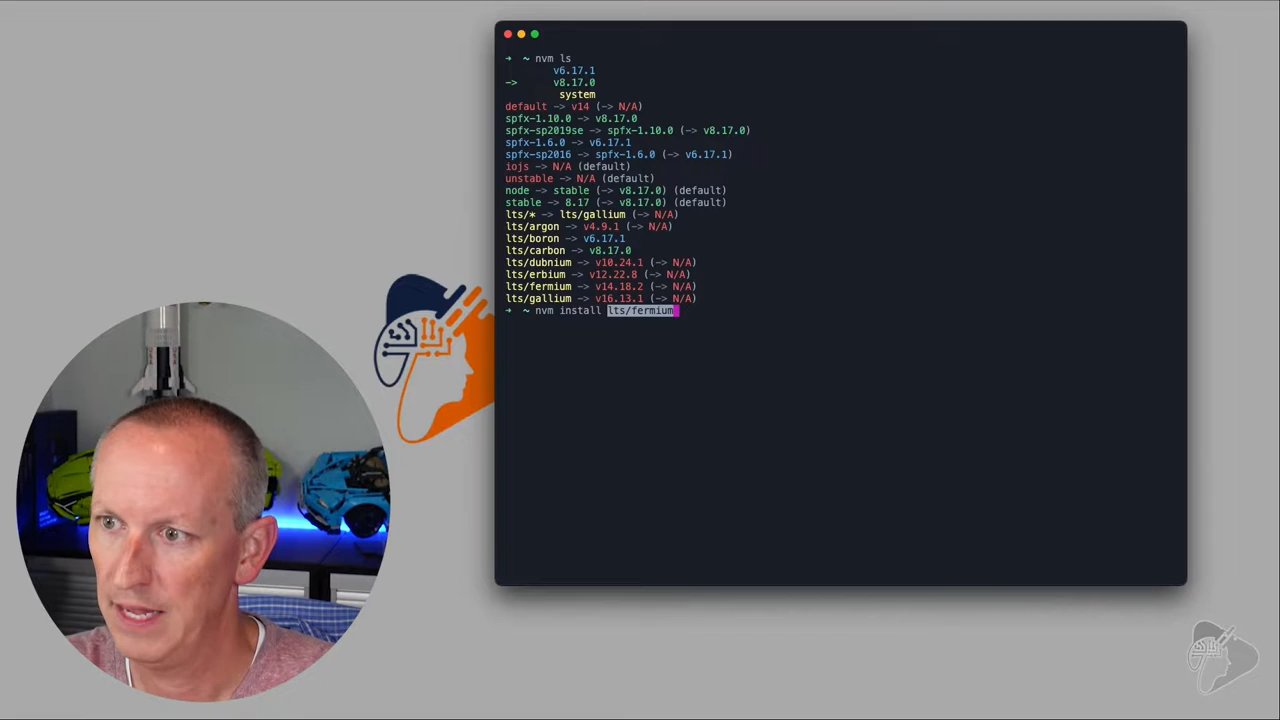 ➜  ~ nvm ls
        v6.17.1
->      v8.17.0
         system
default -> v14 (-> N/A)
spfx-1.10.0 -> v8.17.0
spfx-sp2019se -> spfx-1.10.0 (-> v8.17.0)
spfx-1.6.0 -> v6.17.1
spfx-sp2016 -> spfx-1.6.0 (-> v6.17.1)
iojs -> N/A (default)
unstable -> N/A (default)
node -> stable (-> v8.17.0) (default)
stable -> 8.17 (-> v8.17.0) (default)
lts/* -> lts/gallium (-> N/A)
lts/argon -> v4.9.1 (-> N/A)
lts/boron -> v6.17.1
lts/carbon -> v8.17.0
lts/dubnium -> v10.24.1 (-> N/A)
lts/erbium -> v12.22.8 (-> N/A)
lts/fermium -> v14.18.2 (-> N/A)
lts/gallium -> v16.13.1 (-> N/A)
➜  ~ nvm install lts/fermium